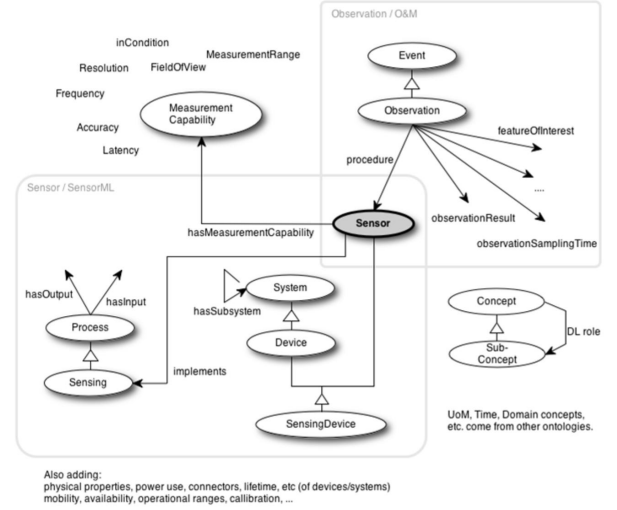 Observation / O&M
inCondition
MeasurementRange
Resolution
FieldOfView
Event
Frequency
Measurement
Capability
Observation
Accuracy
featureOfInterest
Latency
procedure
....
Sensor / SensorML
observationResult
Sensor
hasMeasurementCapability
observationSamplingTime
hasOutput
hasInput
System
hasSubsystem
Concept
Process
Device
DL role
Sub-
Concept
Sensing
implements
SensingDevice
UoM, Time, Domain concepts,
etc. come from other ontologies.
Also adding:
physical properties, power use, connectors, lifetime, etc (of devices/systems)
mobility, availability, operational ranges, callibration, ...